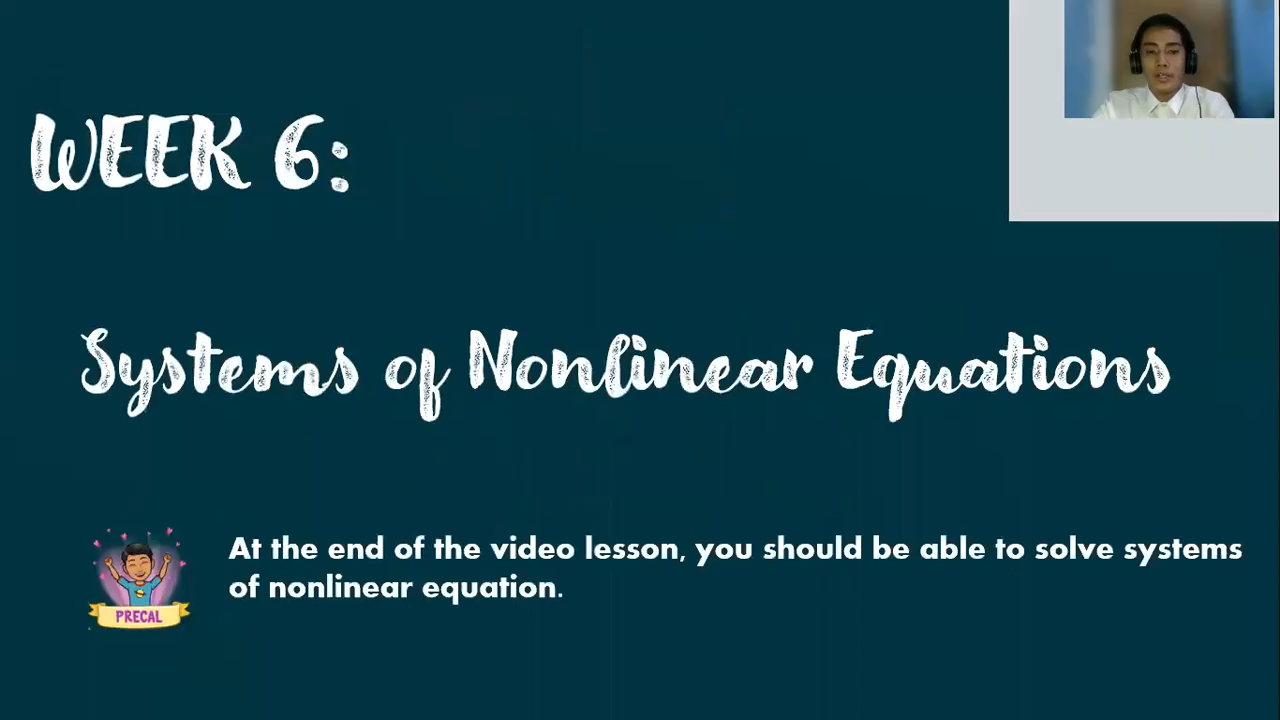 WEEK 6:
Systems of Nonlinear Equations
At the end of the video lesson, you should be able to solve systems
of nonlinear equation.
PRECAL